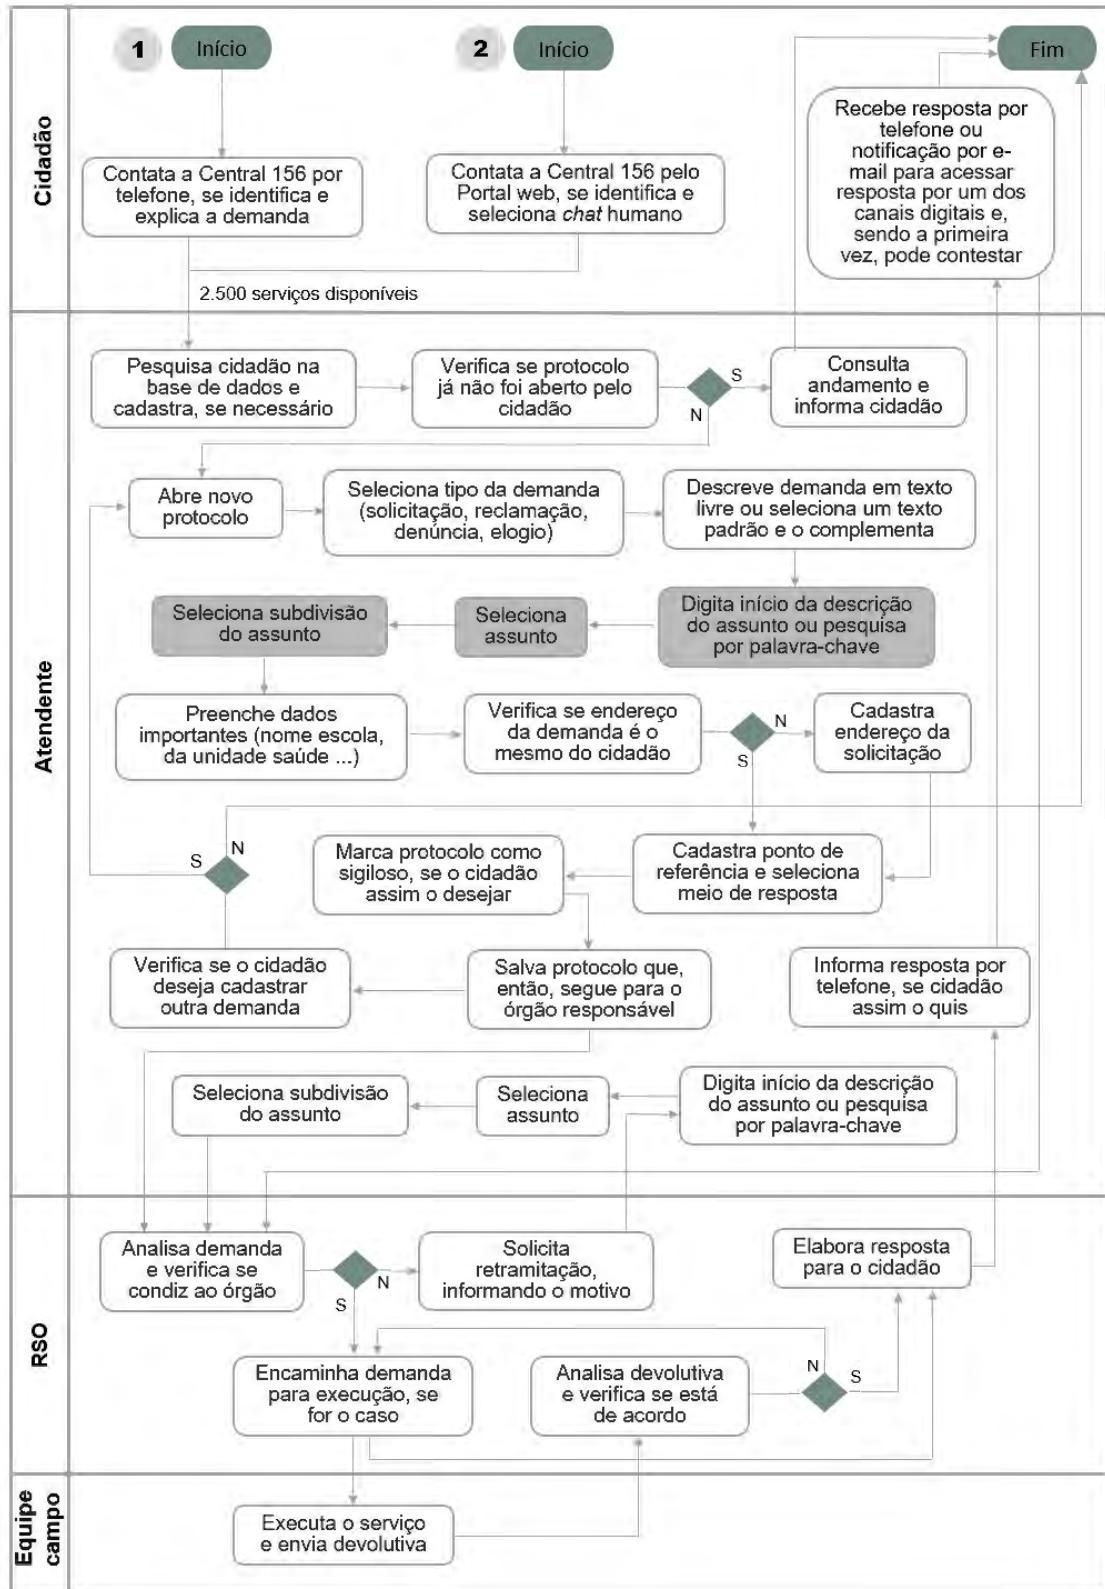 Cidadão
1
Início
2
Início
Fim
Contata a Central 156 por
telefone, se identifica e
explica a demanda
Contata a Central 156 pelo
Portal web, se identifica e
seleciona chat humano
Recebe resposta por
telefone ou
notificação por e-
mail para acessar
resposta por um dos
canais digitais e,
sendo a primeira
vez, pode contestar
2.500 serviços disponíveis
Atendente
Pesquisa cidadão na
base de dados e
cadastra, se necessário
Verifica se protocolo
já não foi aberto pelo
cidadão
S
N
Consulta
andamento e
informa cidadão
Abre novo
protocolo
Seleciona tipo da demanda
(solicitação, reclamação,
denúncia, elogio)
Descreve demanda em texto
livre ou seleciona um texto
padrão e o complementa
Seleciona subdivisão
do assunto
Seleciona
assunto
Digita início da descrição
do assunto ou pesquisa
por palavra-chave
Preenche dados
importantes (nome escola,
da unidade saúde ...)
Verifica se endereço
da demanda é o
mesmo do cidadão
N
S
Cadastra
endereço da
solicitação
S
N
Marca protocolo como
sigiloso, se o cidadão
assim o desejar
Cadastra ponto de
referência e seleciona
meio de resposta
Verifica se o cidadão
deseja cadastrar
outra demanda
Salva protocolo que,
então, segue para o
órgão responsável
Informa resposta por
telefone, se cidadão
assim o quis
Seleciona subdivisão
do assunto
Seleciona
assunto
Digita início da descrição
do assunto ou pesquisa
por palavra-chave
RSO
Analisa demanda
e verifica se
condiz ao órgão
N
S
Solicita
retramitação,
informando o motivo
Elabora resposta
para o cidadão
Encaminha demanda
para execução, se
for o caso
Analisa devolutiva
e verifica se está
de acordo
N
S
Equipe
campo
Executa o serviço
e envia devolutiva